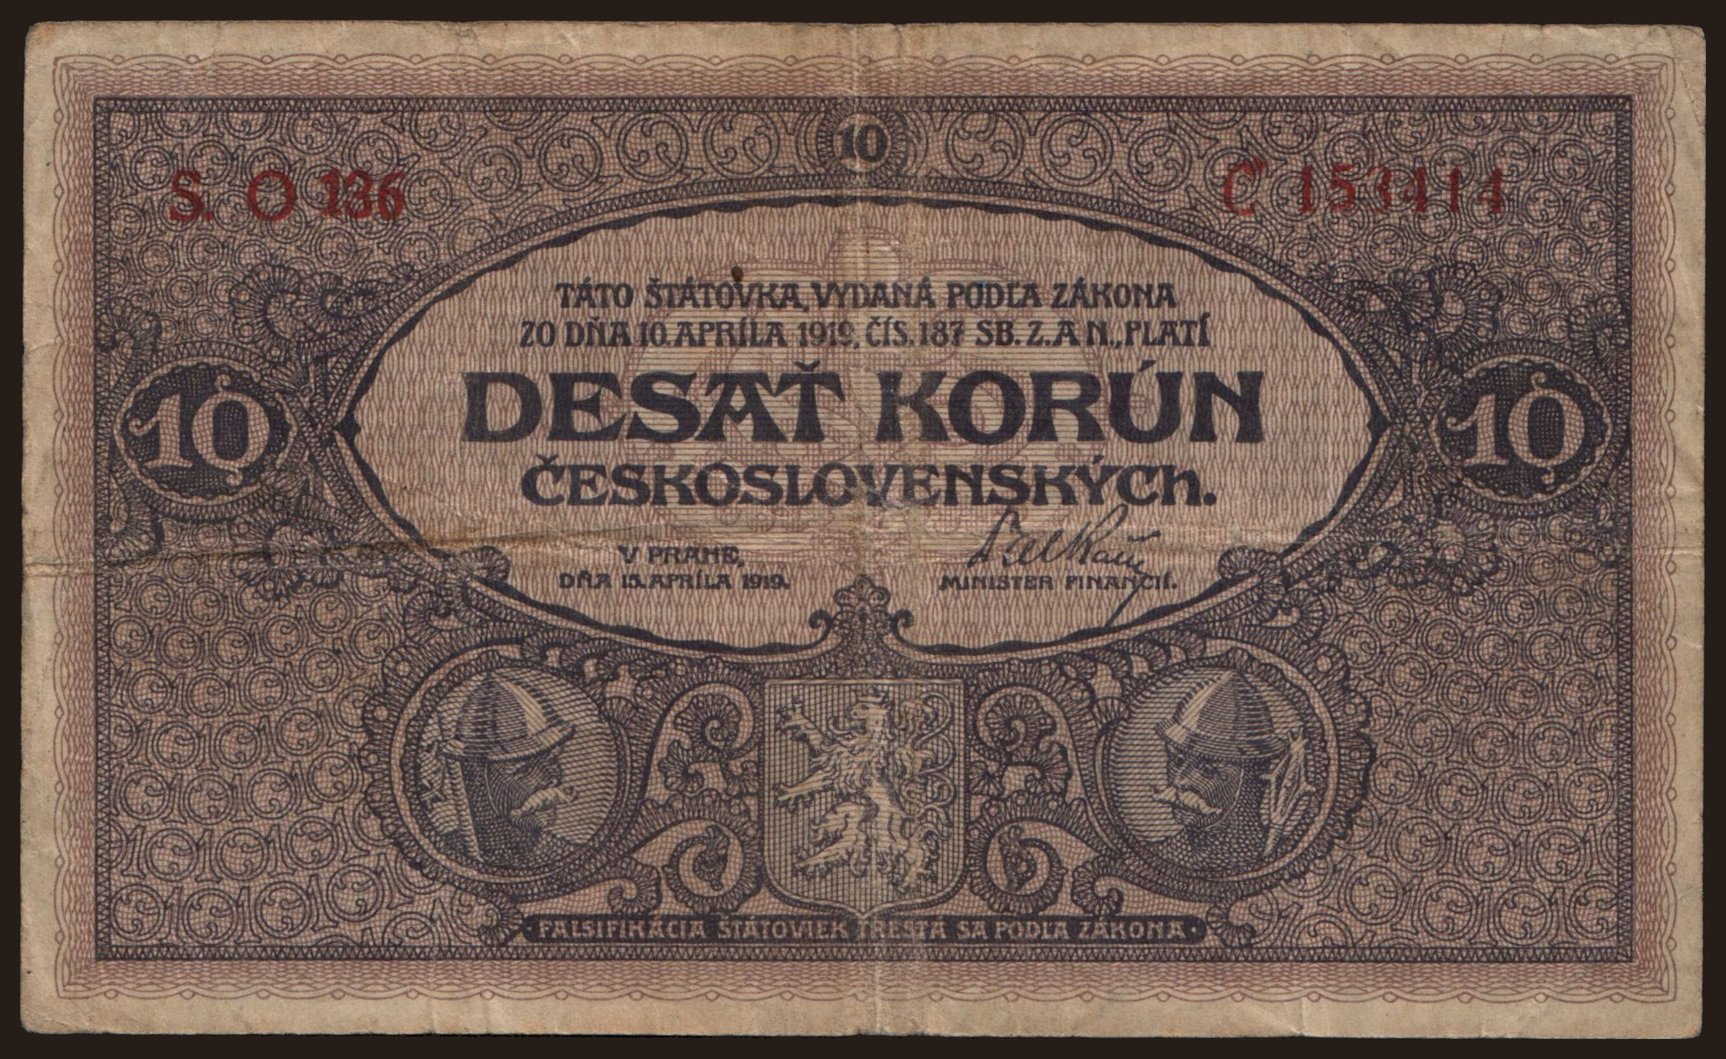 10
S. O 136
Č 153414
TÁTO ŠTÁTOVKA, VYDANÁ PODĽA ZÁKONA
ZO DŇA 10. APRÍLA 1919, ČÍS. 187 SB. Z. A N., PLATÍ
10
DESAŤ KORÚN
10
ČESKOSLOVENSKÝCh.
V PRAHE,
DŇA 15. APRÍLA 1919.
MINISTER FINANCIÍ.
FALSIFIKÁCIA ŠTÁTOVIEK TRESTÁ SA PODĽA ZÁKONA